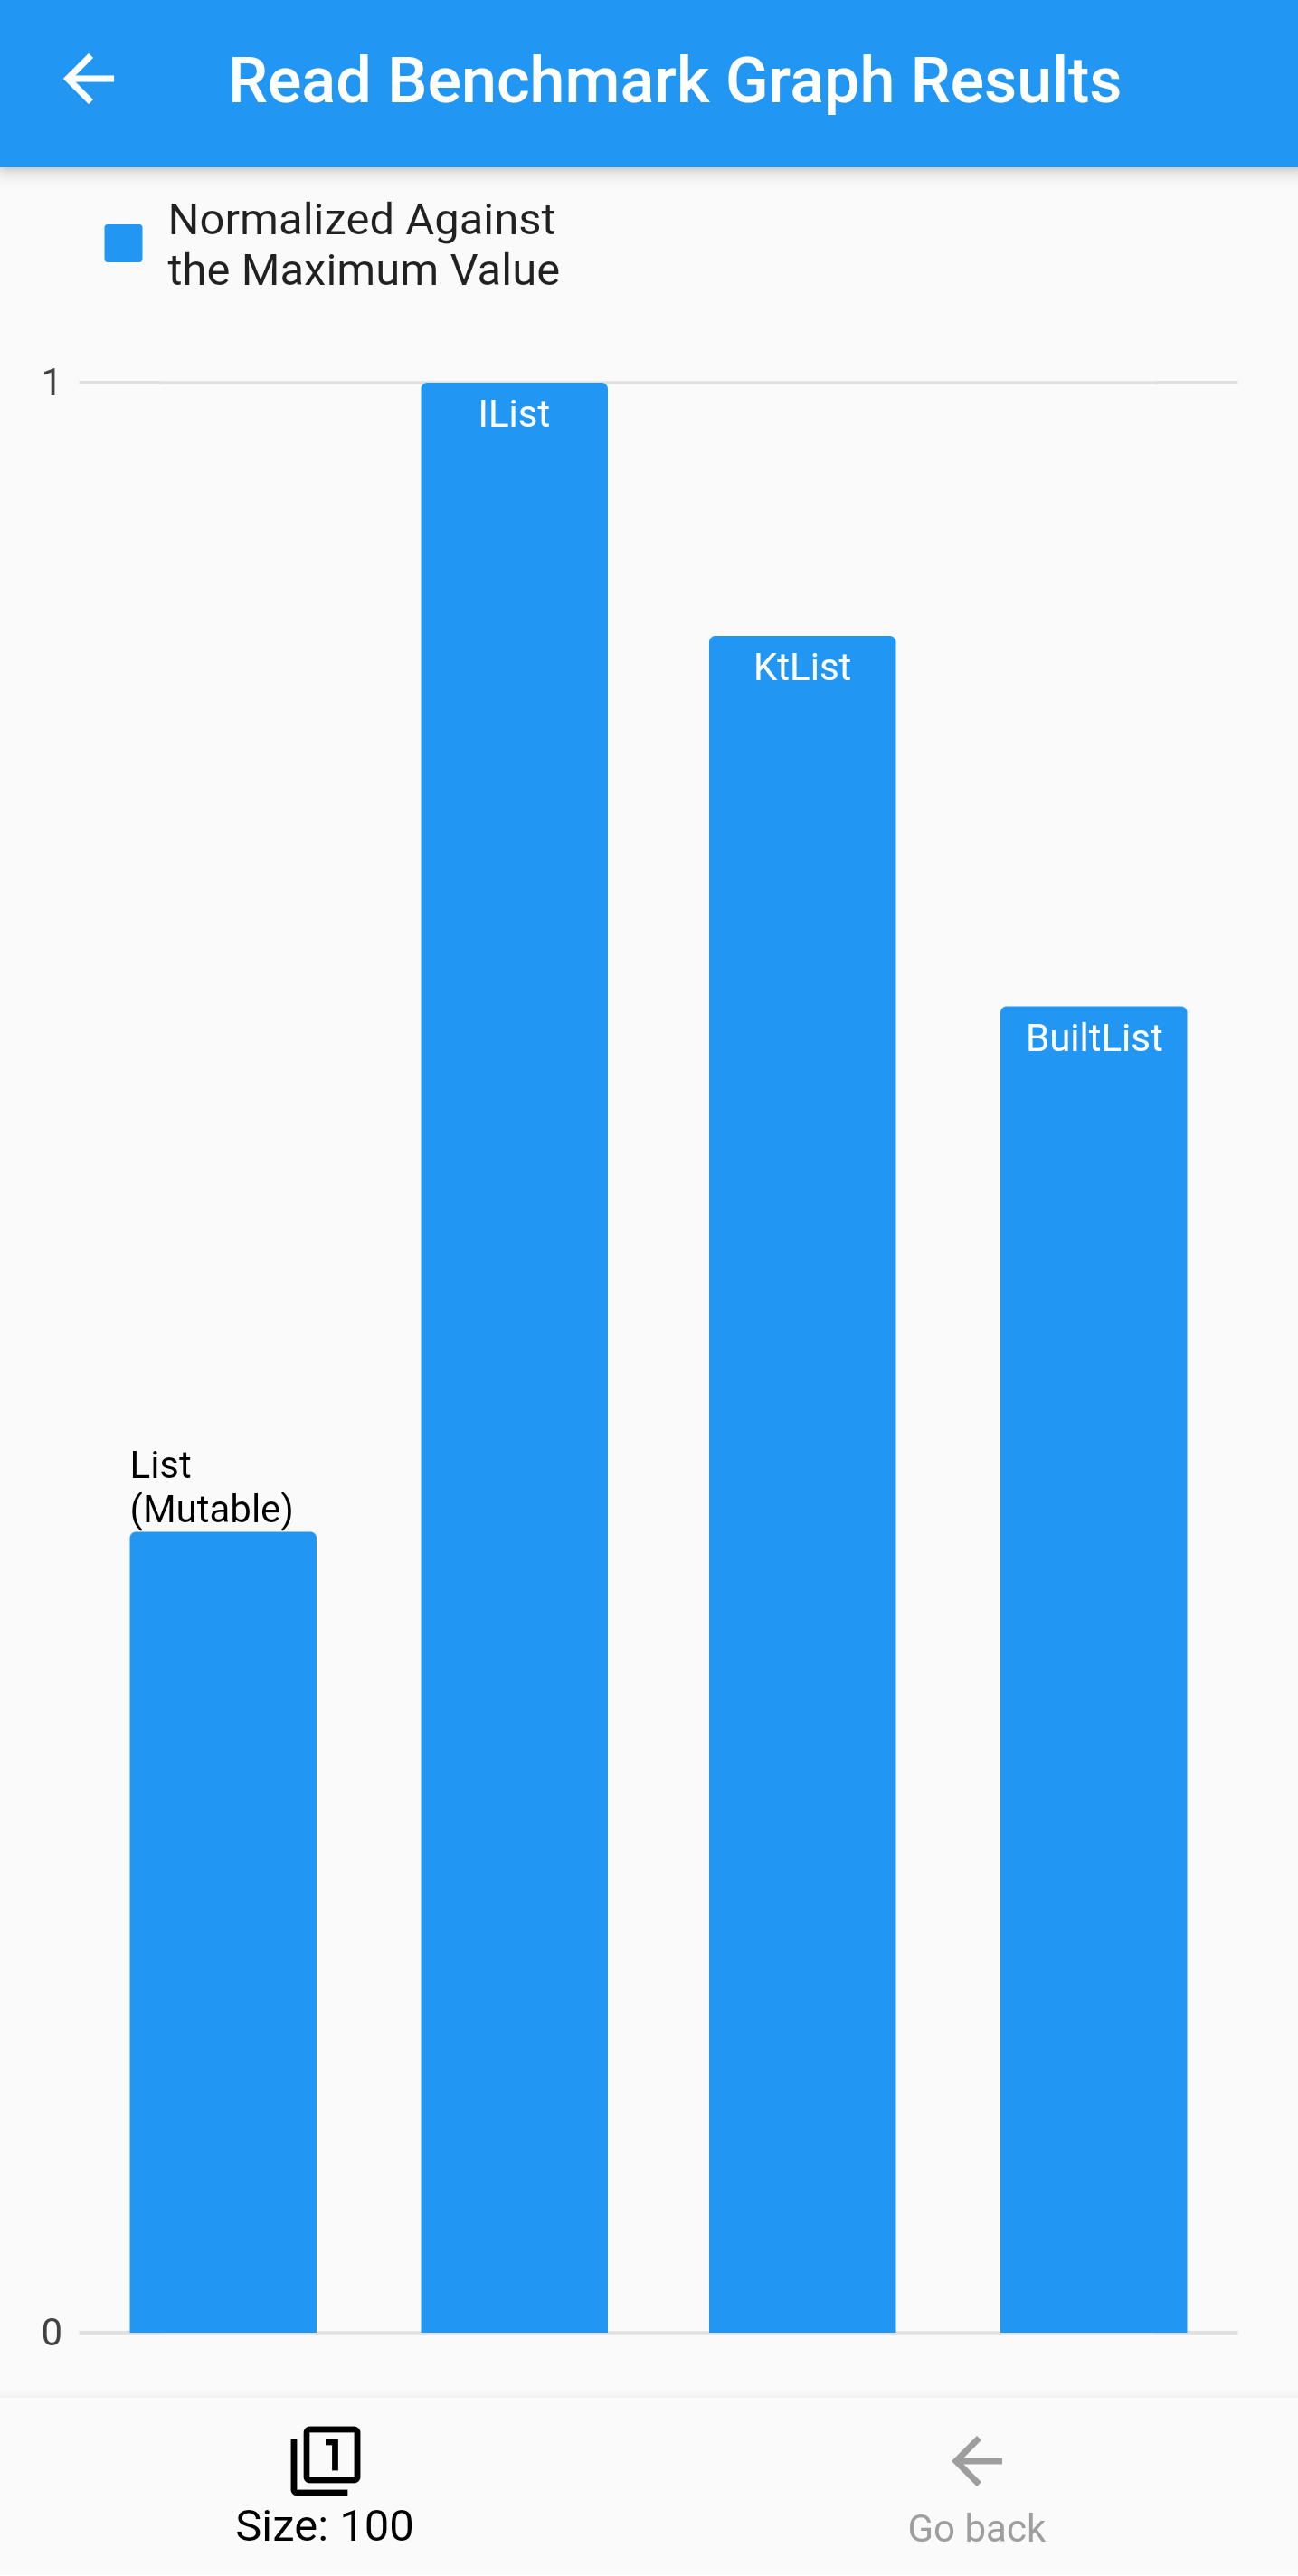 Read Benchmark Graph Results
Normalized Against
the Maximum Value
1
IList
KtList
BuiltList
List
(Mutable)
0
1
Size: 100
Go back